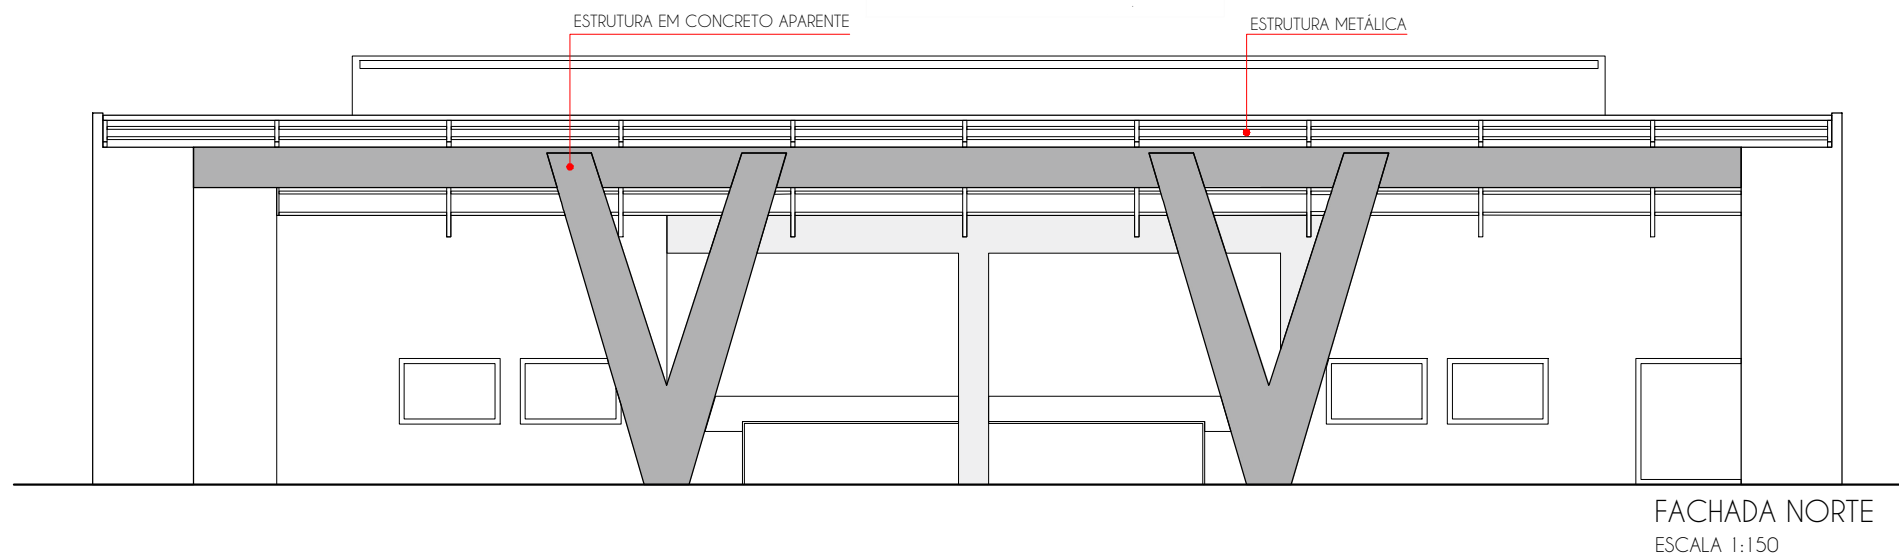 ESTRUTURA EM CONCRETO APARENTE
ESTRUTURA METÁLICA
FACHADA NORTE
ESCALA 1:150